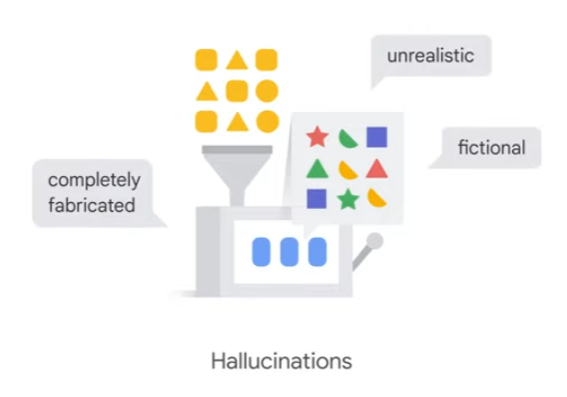 unrealistic
fictional
completely
fabricated
Hallucinations